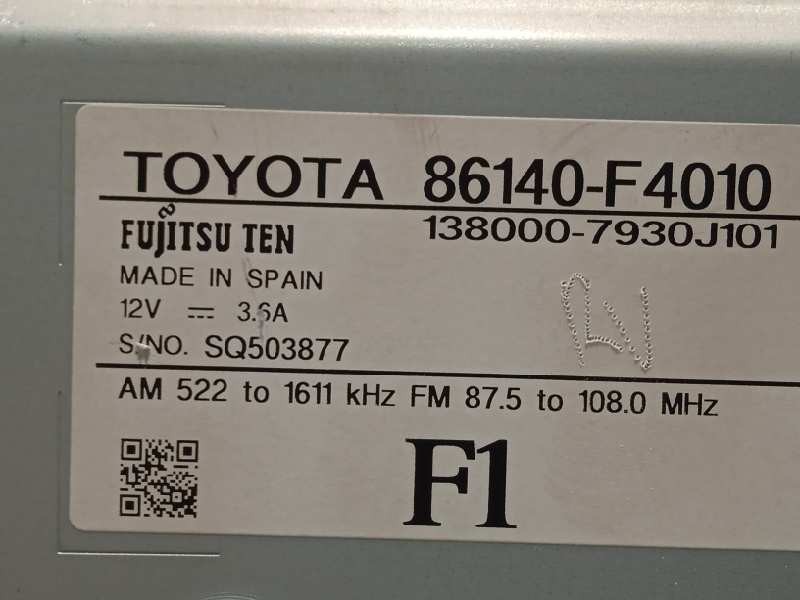 TOYOTA 86140-F4010
FUJITSU TEN 138000-7930J101
MADE IN SPAIN
12V ⎓ 3.6A
S/NO. SQ503877
AM 522 to 1611 kHz FM 87.5 to 108.0 MHz
F1